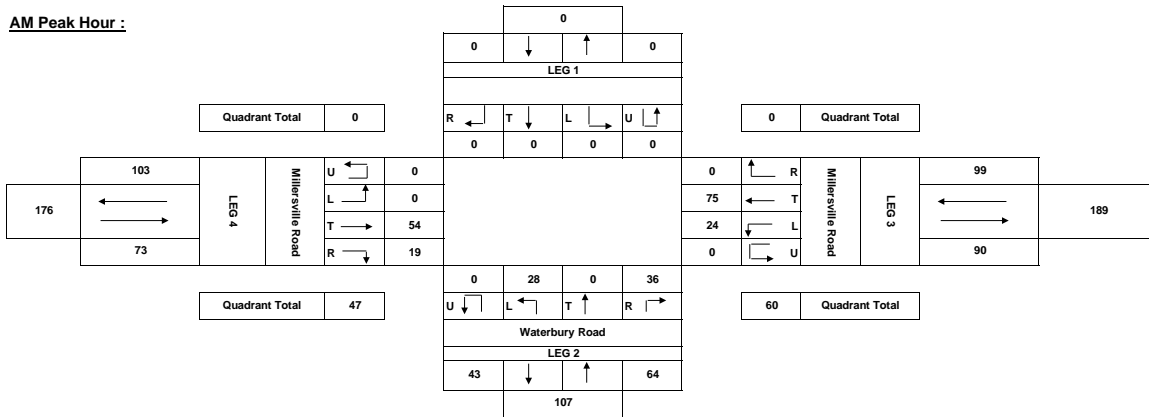 AM Peak Hour :
0
0 0
LEG 1
Quadrant Total 0
R T L U
0 Quadrant Total
0 0 0 0
103
U 0
0 R
99
176
LEG 4
Millersville Road
L 0
75 T
Millersville Road
LEG 3
189
T 54
24 L
73
R 19
0 U
90
0 28 0 36
Quadrant Total 47
U L T R
60 Quadrant Total
Waterbury Road
LEG 2
43 64
107